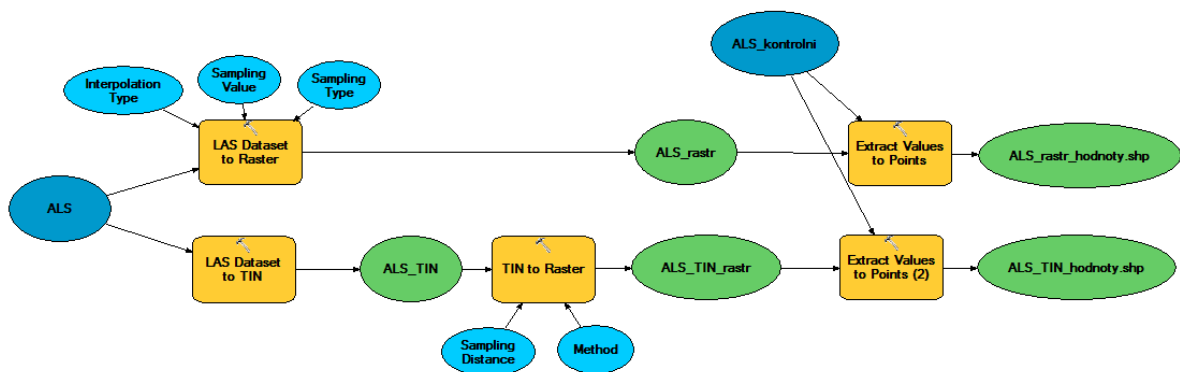 ALS_kontrolni
Interpolation
Type
Sampling
Value
Sampling
Type
LAS Dataset
to Raster
ALS_rastr
Extract Values
to Points
ALS_rastr_hodnoty.shp
ALS
LAS Dataset
to TIN
ALS_TIN
TIN to Raster
ALS_TIN_rastr
Extract Values
to Points (2)
ALS_TIN_hodnoty.shp
Sampling
Distance
Method